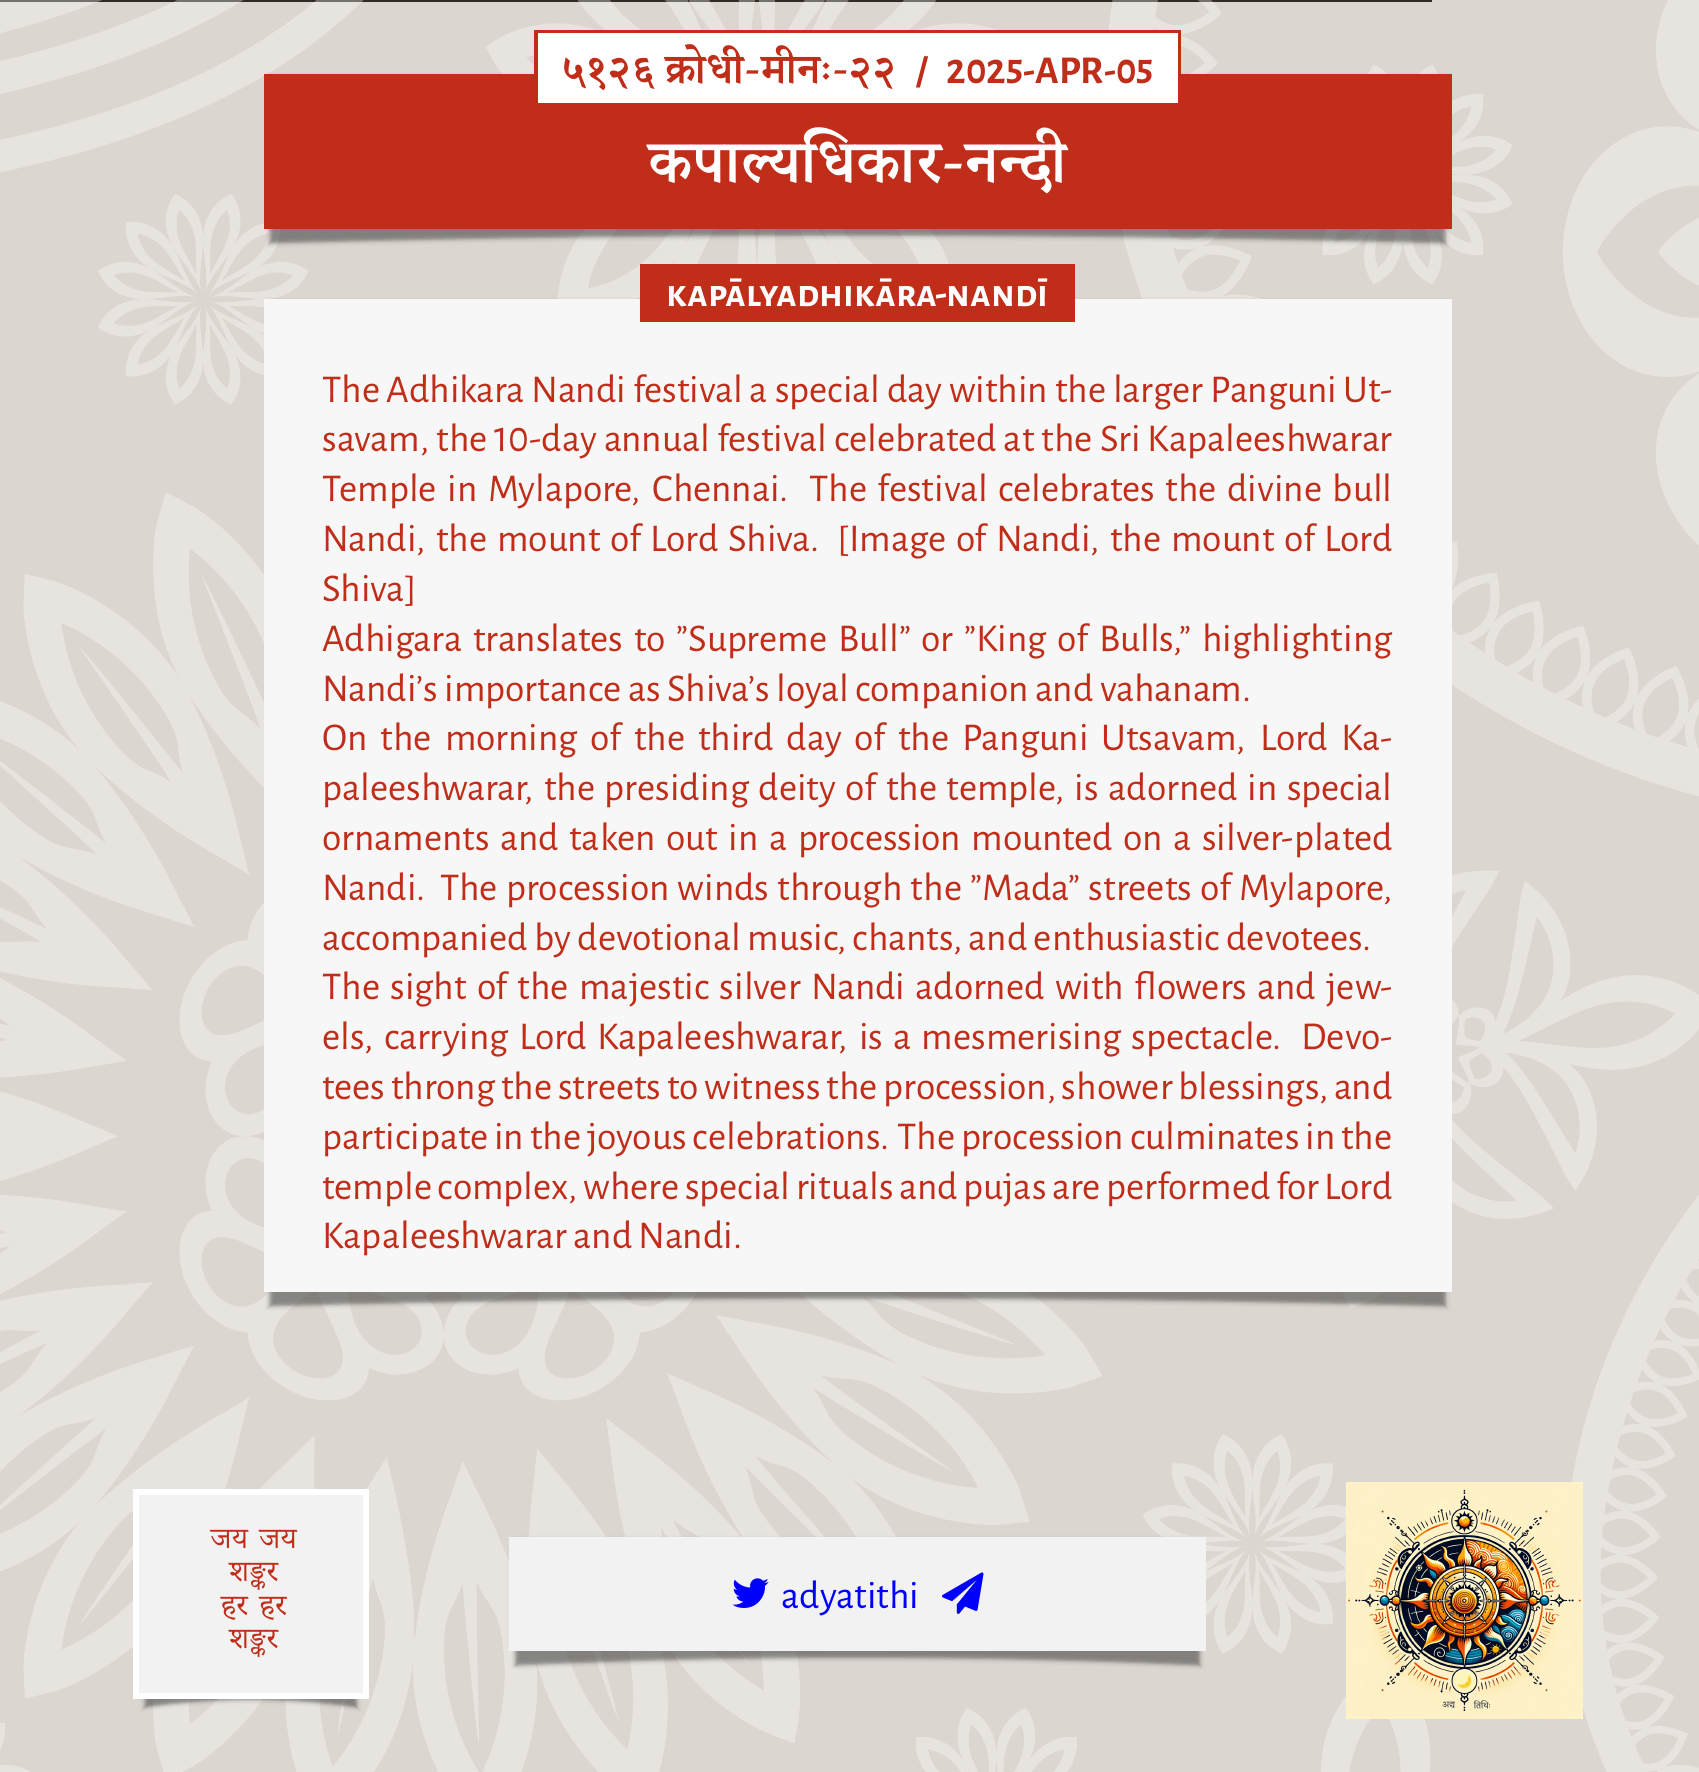 ५१२६ क्रोधी-मीनः-२२ / 2025-APR-05
कपाल्यधिकार-नन्दी
KAPĀLYADHIKĀRA-NANDĪ
The Adhikara Nandi festival a special day within the larger Panguni Ut-
savam, the 10-day annual festival celebrated at the Sri Kapaleeshwarar
Temple in Mylapore, Chennai. The festival celebrates the divine bull
Nandi, the mount of Lord Shiva. [Image of Nandi, the mount of Lord
Shiva]
Adhigara translates to ”Supreme Bull” or ”King of Bulls,” highlighting
Nandi’s importance as Shiva’s loyal companion and vahanam.
On the morning of the third day of the Panguni Utsavam, Lord Ka-
paleeshwarar, the presiding deity of the temple, is adorned in special
ornaments and taken out in a procession mounted on a silver-plated
Nandi. The procession winds through the ”Mada” streets of Mylapore,
accompanied by devotional music, chants, and enthusiastic devotees.
The sight of the majestic silver Nandi adorned with flowers and jew-
els, carrying Lord Kapaleeshwarar, is a mesmerising spectacle. Devo-
tees throng the streets to witness the procession, shower blessings, and
participate in the joyous celebrations. The procession culminates in the
temple complex, where special rituals and pujas are performed for Lord
Kapaleeshwarar and Nandi.
जय जय
शङ्कर
हर हर
शङ्कर
adyatithi
अद्य तिथिः